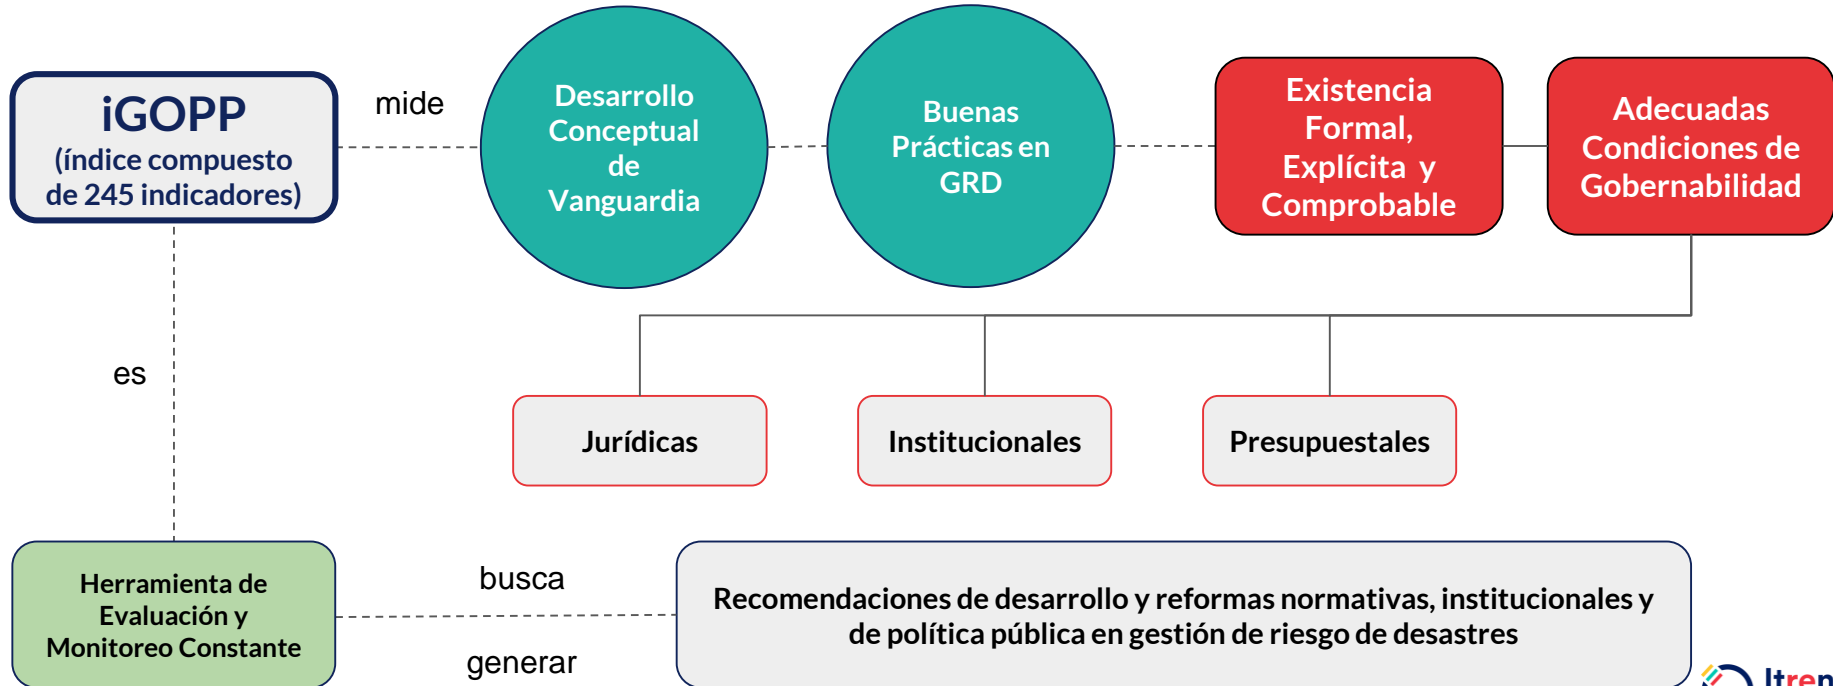 iGOPP
(índice compuesto
de 245 indicadores)
mide
Desarrollo
Conceptual
de
Vanguardia
Buenas
Prácticas en
GRD
Existencia
Formal,
Explícita y
Comprobable
Adecuadas
Condiciones de
Gobernabilidad
es
Jurídicas
Institucionales
Presupuestales
Herramienta de
Evaluación y
Monitoreo Constante
busca
generar
Recomendaciones de desarrollo y reformas normativas, institucionales y
de política pública en gestión de riesgo de desastres
Itren